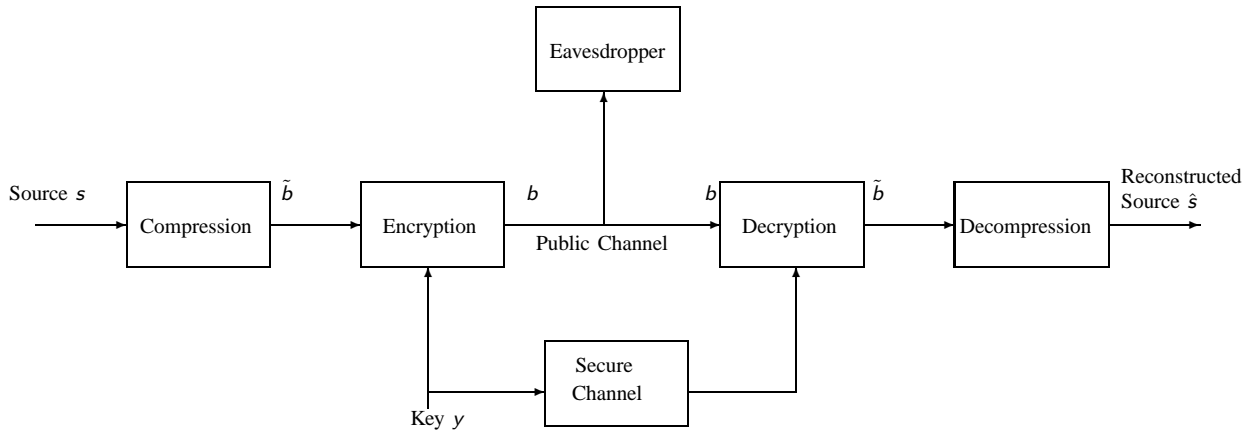 Eavesdropper
Source s
b̃
b
b
b̃
Reconstructed
Source ŝ
Compression
Encryption
Public Channel
Decryption
Decompression
Secure
Channel
Key y